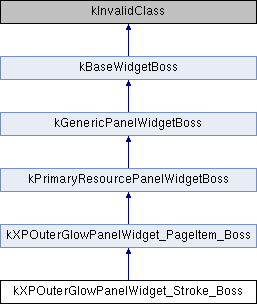 kInvalidClass
kBaseWidgetBoss
kGenericPanelWidgetBoss
kPrimaryResourcePanelWidgetBoss
kXPOuterGlowPanelWidget_PageItem_Boss
kXPOuterGlowPanelWidget_Stroke_Boss